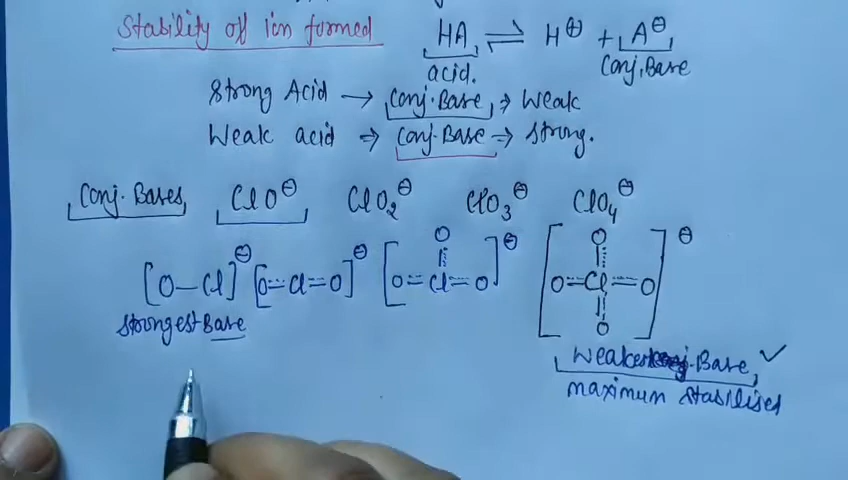 Stability of ion formed HA ⇌ H⊕ + A⊖
acid. Conj. Base
Strong Acid → Conj. Base → Weak
Weak acid → Conj. Base → strong.
Conj. Bases ClO⊖ ClO₂⊖ ClO₃⊖ ClO₄⊖
[O—Cl]⊖ [O=Cl=O]⊖ [O=Cl(=O)=O]⊖ [O=Cl(=O)(=O)=O]⊖
Strongest Base
Base ✓
maximum stabilised